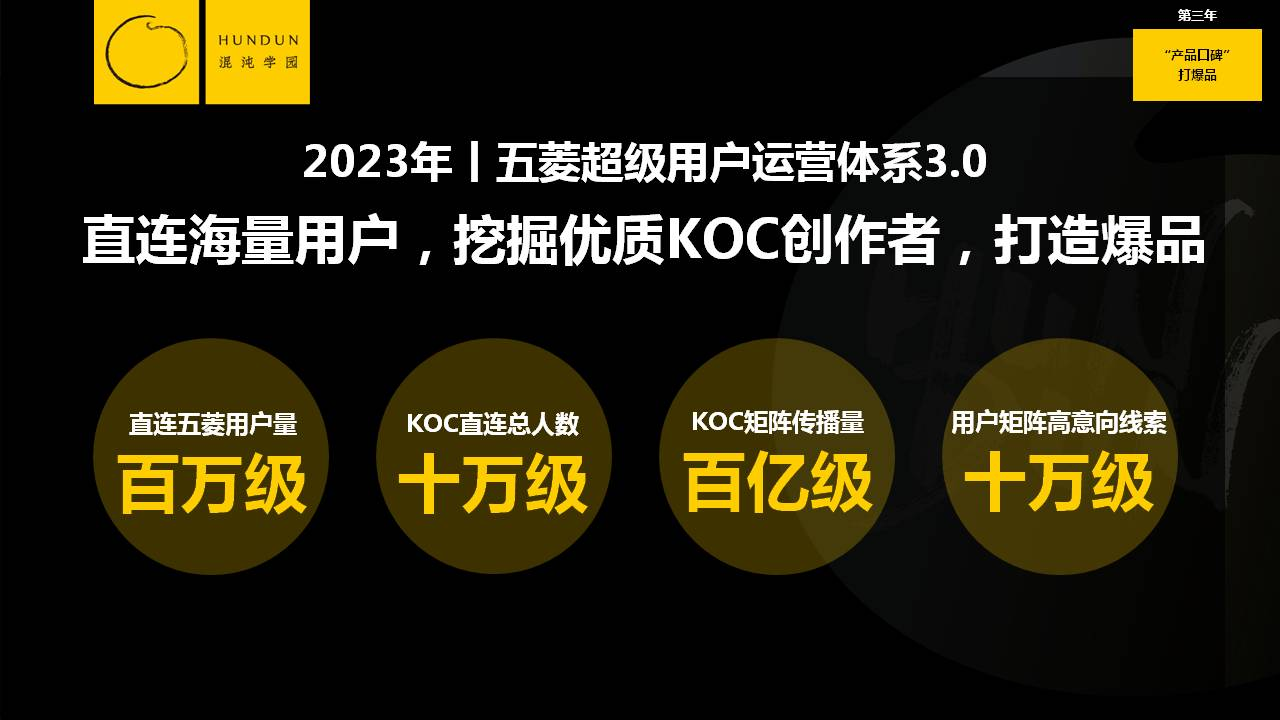 HUNDUN
混沌学园
第三年
“产品口碑”
打爆品
2023年丨五菱超级用户运营体系3.0
直连海量用户，挖掘优质KOC创作者，打造爆品
直连五菱用户量
百万级
KOC直连总人数
十万级
KOC矩阵传播量
百亿级
用户矩阵高意向线索
十万级